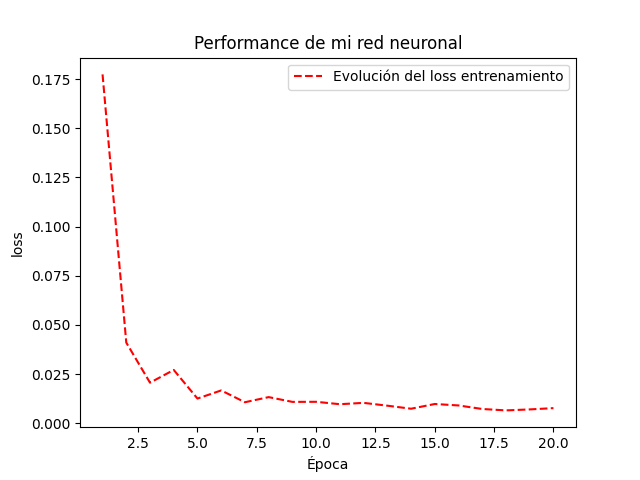 Performance de mi red neuronal
Evolución del loss entrenamiento
0.175
0.150
0.125
0.100
0.075
0.050
0.025
0.000
loss
2.5 5.0 7.5 10.0 12.5 15.0 17.5 20.0
Época